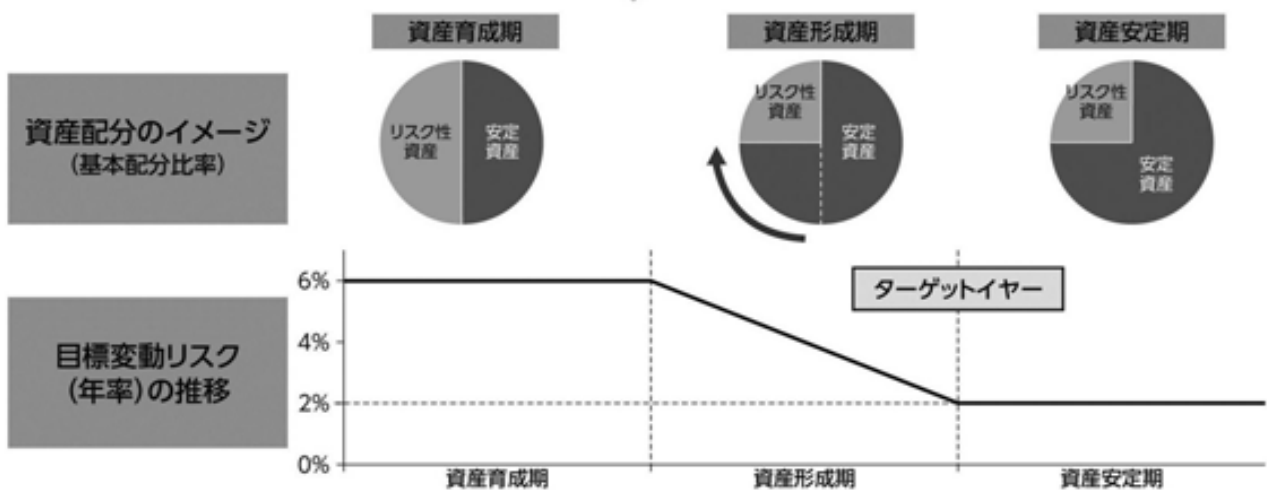 資産育成期
資産形成期
資産安定期
資産配分のイメージ
(基本配分比率)
リスク性
資産
安定
資産
リスク性
資産
安定
資産
リスク性
資産
安定
資産
目標変動リスク
(年率)の推移
6%
4%
2%
0%
ターゲットイヤー
資産育成期
資産形成期
資産安定期